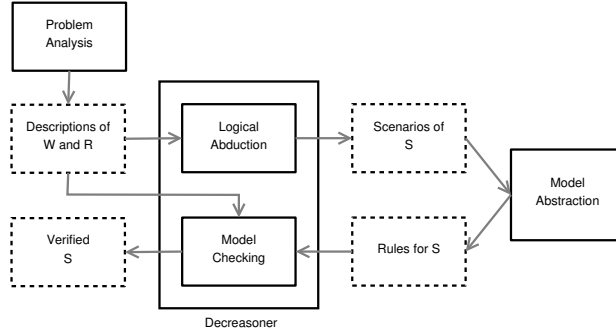 Problem
Analysis
Descriptions of
W and R
Logical
Abduction
Scenarios of
S
Model
Abstraction
Verified
S
Model
Checking
Rules for S
Decreasoner